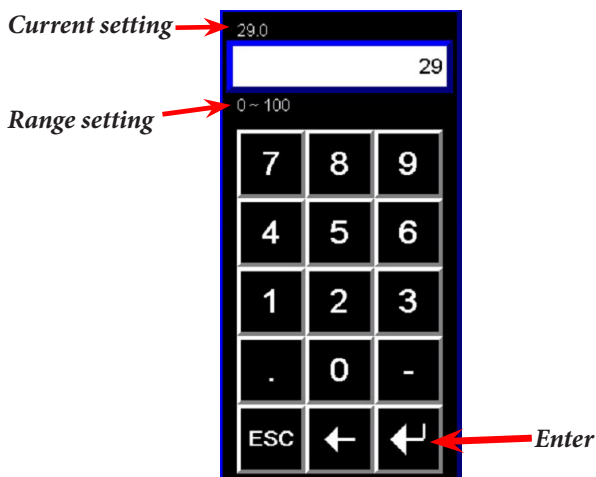 Current setting
29.0
29
Range setting
0~100
7 8 9
4 5 6
1 2 3
. 0 -
ESC
Enter